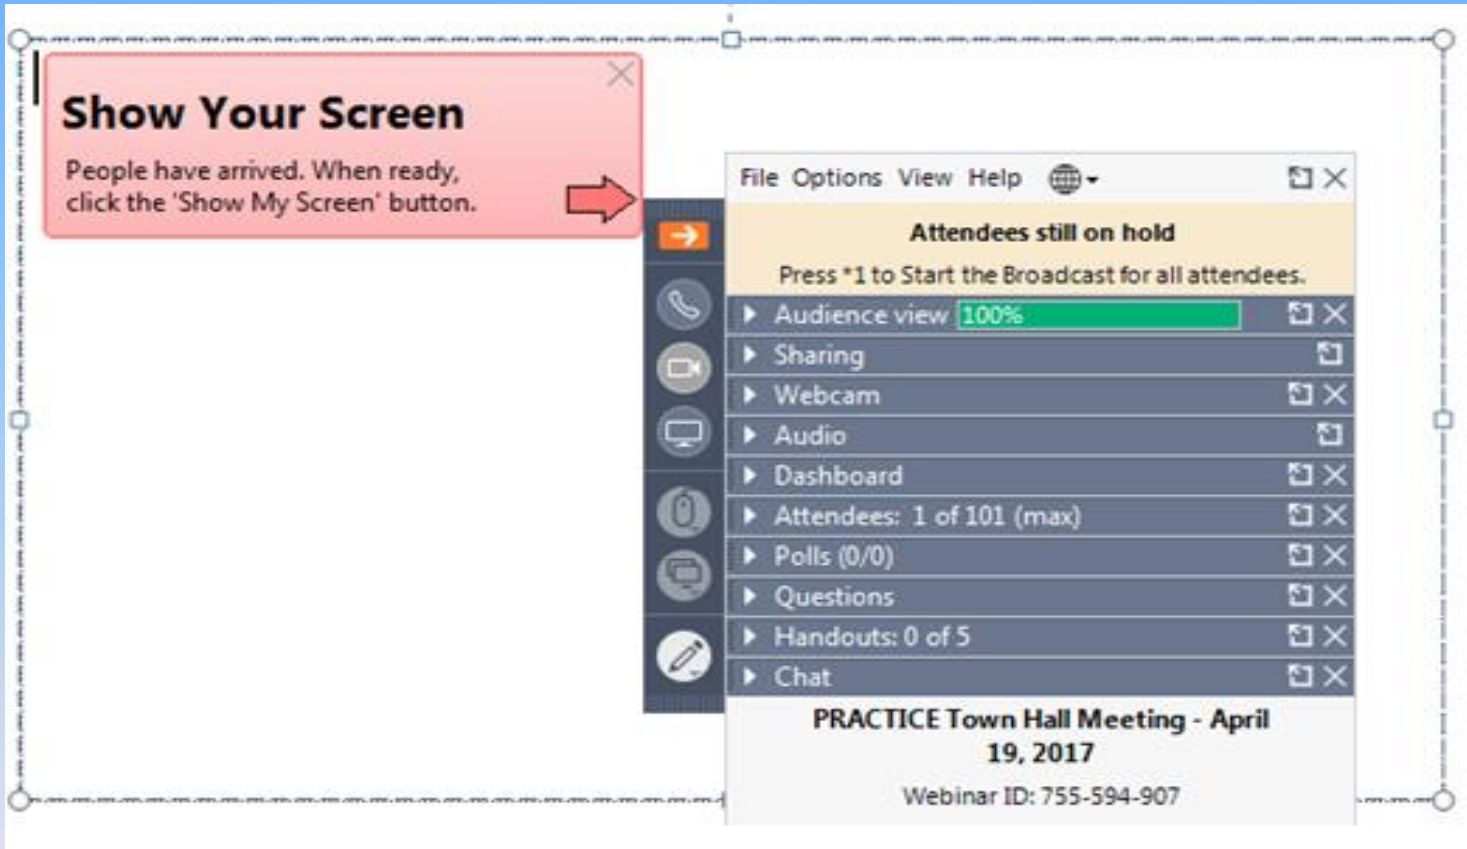 Show Your Screen
People have arrived. When ready,
click the 'Show My Screen' button.
File Options View Help
Attendees still on hold
Press *1 to Start the Broadcast for all attendees.
Audience view 100%
Sharing
Webcam
Audio
Dashboard
Attendees: 1 of 101 (max)
Polls (0/0)
Questions
Handouts: 0 of 5
Chat
PRACTICE Town Hall Meeting - April
19, 2017
Webinar ID: 755-594-907